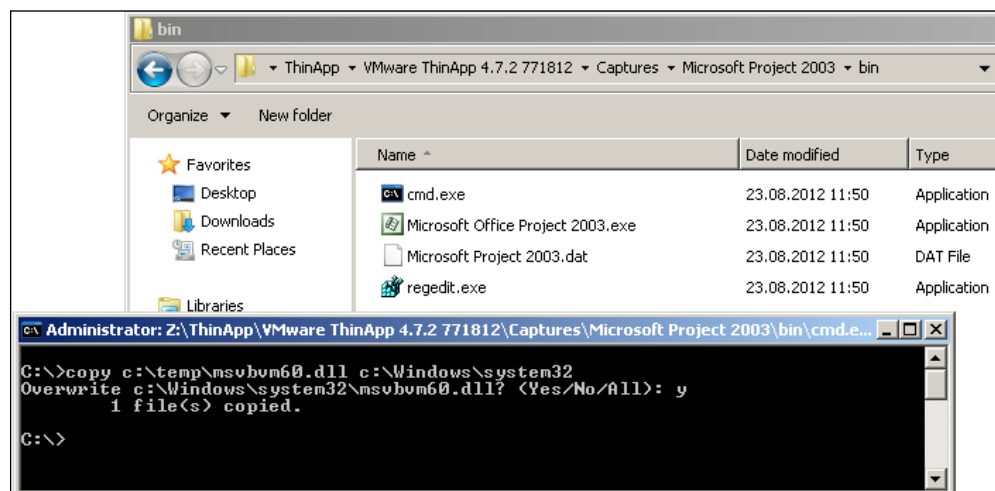 bin
ThinApp VMware ThinApp 4.7.2 771812 Captures Microsoft Project 2003 bin
Organize New folder
Name Date modified Type
Favorites
Desktop
Downloads
Recent Places
Libraries
cmd.exe 23.08.2012 11:50 Application
Microsoft Office Project 2003.exe 23.08.2012 11:50 Application
Microsoft Project 2003.dat 23.08.2012 11:50 DAT File
regedit.exe 23.08.2012 11:50 Application
Administrator: Z:\ThinApp\VMware ThinApp 4.7.2 771812\Captures\Microsoft Project 2003\bin\cmd.e...
C:\>copy c:\temp\msvbvm60.dll c:\Windows\system32
Overwrite c:\Windows\system32\msvbvm60.dll? (Yes/No/All): y
1 file(s) copied.
C:\>